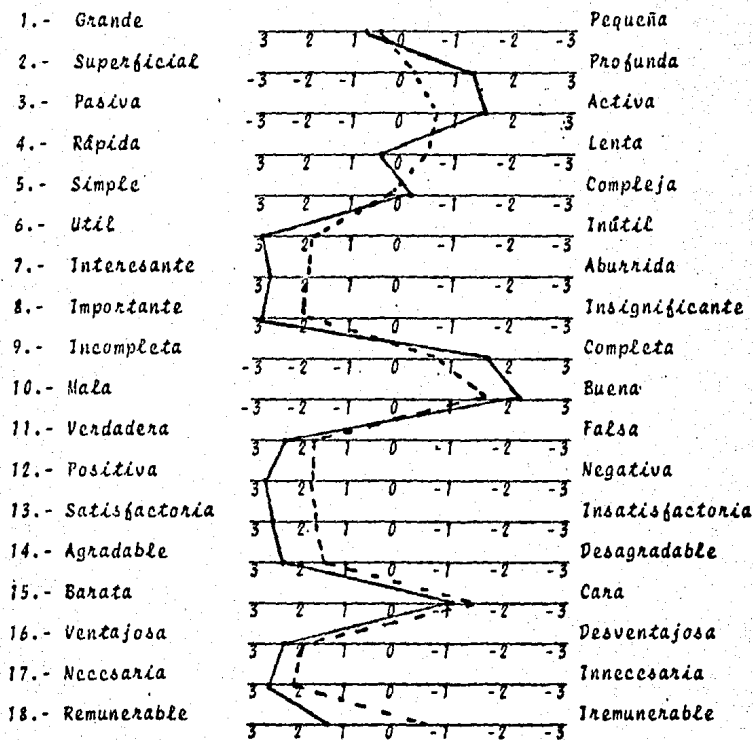 1.- Grande Pequeña
3 2 1 0 -1 -2 -3
2.- Superficial Profunda
-3 -2 -1 0 1 2 3
3.- Pasiva Activa
-3 -2 -1 0 1 2 3
4.- Rápida Lenta
3 2 1 0 -1 -2 -3
5.- Simple Compleja
3 2 1 0 -1 -2 -3
6.- Util Inútil
3 2 1 0 -1 -2 -3
7.- Interesante Aburrida
3 2 1 0 -1 -2 -3
8.- Importante Insignificante
3 2 1 0 -1 -2 -3
9.- Incompleta Completa
-3 -2 -1 0 1 2 3
10.- Mala Buena
-3 -2 -1 0 1 2 3
11.- Verdadera Falsa
3 2 1 0 -1 -2 -3
12.- Positiva Negativa
3 2 1 0 -1 -2 -3
13.- Satisfactoria Insatisfactoria
3 2 1 0 -1 -2 -3
14.- Agradable Desagradable
3 2 1 0 -1 -2 -3
15.- Barata Cara
3 2 1 0 -1 -2 -3
16.- Ventajosa Desventajosa
3 2 1 0 -1 -2 -3
17.- Necesaria Innecesaria
3 2 1 0 -1 -2 -3
18.- Remunerable Iremunerable
3 2 1 0 -1 -2 -3